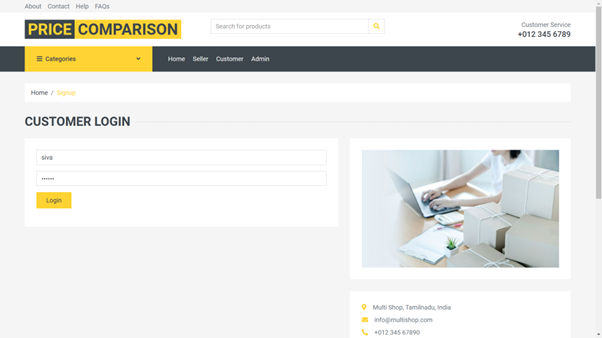 About Contact Help FAQs
PRICE COMPARISON
Search for products
Customer Service
+012 345 6789
Categories
Home Seller Customer Admin
Home / Signup
CUSTOMER LOGIN
siva
••••••
Login
Multi Shop, Tamilnadu, India
info@multishop.com
+012 345 67890